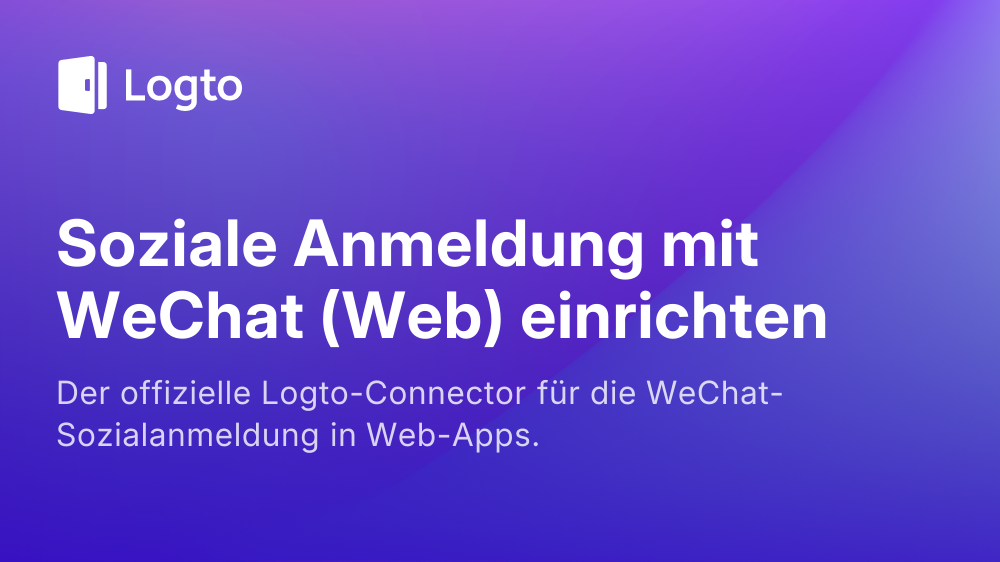 Logto
Soziale Anmeldung mit
WeChat (Web) einrichten
Der offizielle Logto-Connector für die WeChat-
Sozialanmeldung in Web-Apps.